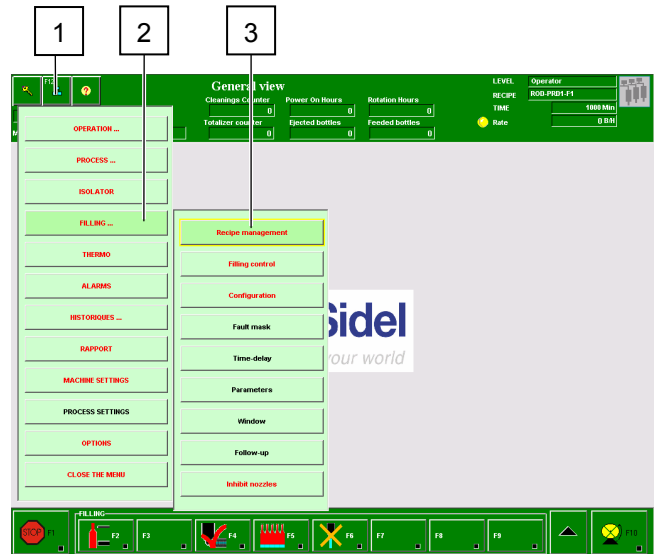 1
2
3
F12
?
General view
LEVEL Operator
RECIPE ROD-PRD1-F1
TIME 1000 Min
Rate 0 B/H
Cleanings Counter Power On Hours Rotation Hours
0 0 0
Totalizer counter Ejected bottles Feeded bottles
0 0
M
OPERATION ...
PROCESS ...
ISOLATOR
FILLING ...
THERMO
ALARMS
HISTORIQUES ...
RAPPORT
MACHINE SETTINGS
PROCESS SETTINGS
OPTIONS
CLOSE THE MENU
Recipe management
Filling control
Configuration
Fault mask
Time-delay
Parameters
Window
Follow-up
Inhibit nozzles
Sidel
your world
FILLING
STOP F1 F2 F3 F4 F5 F6 F7 F8 F9 F10